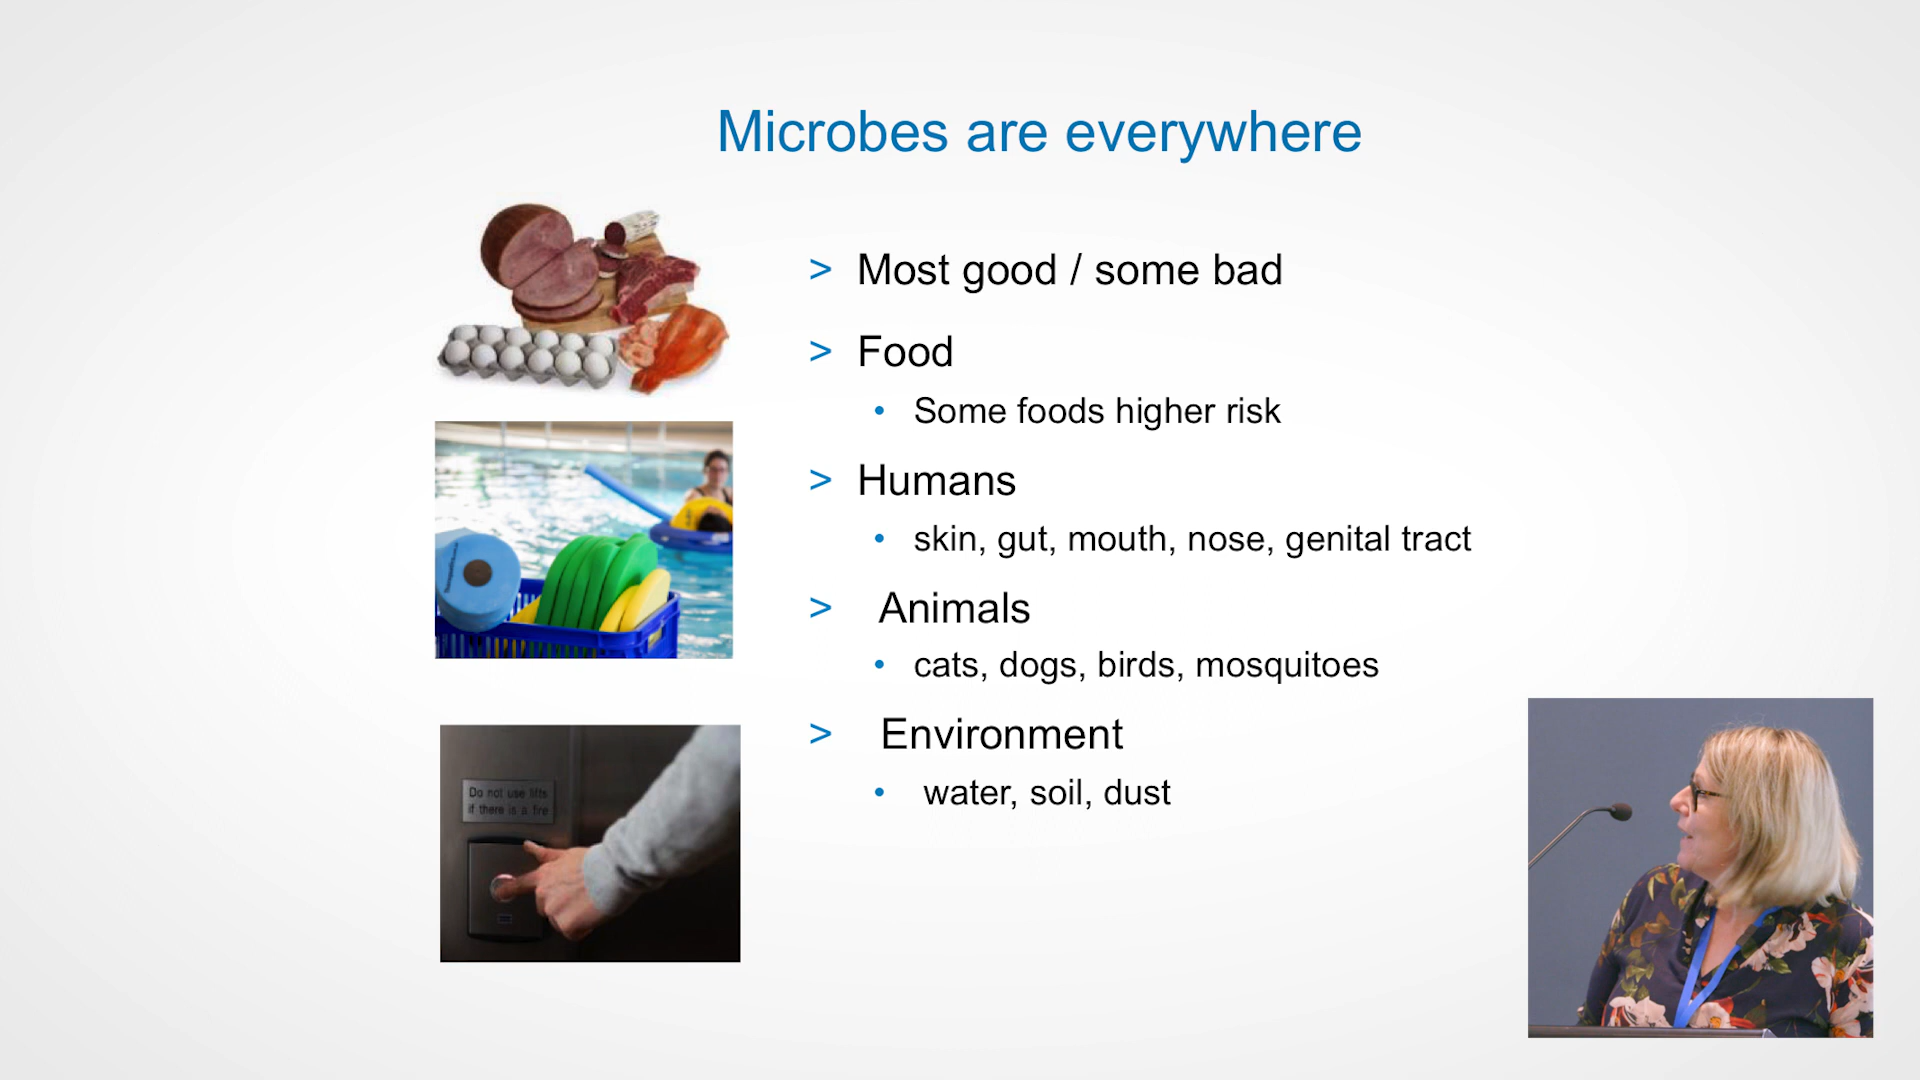 Microbes are everywhere
> Most good / some bad
> Food
• Some foods higher risk
> Humans
• skin, gut, mouth, nose, genital tract
> Animals
• cats, dogs, birds, mosquitoes
> Environment
• water, soil, dust
Do not use lifts
if there is a fire